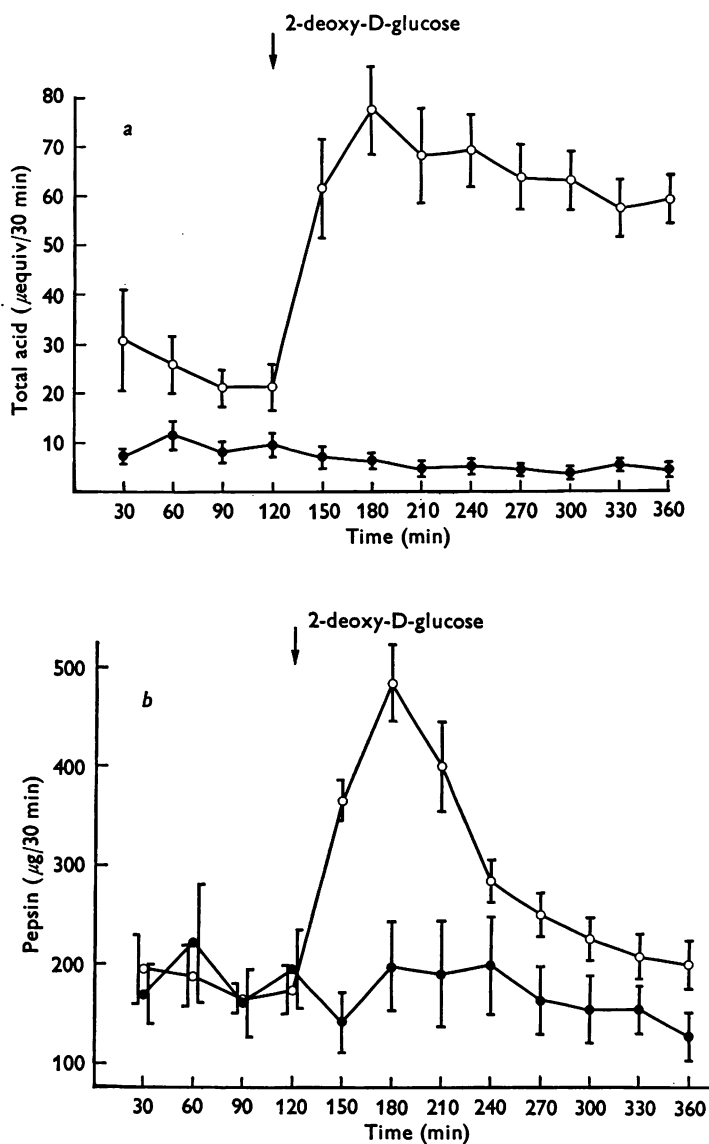 2-deoxy-D-glucose
a
Total acid (μequiv/30 min)
80
70
60
50
40
30
20
10
30 60 90 120 150 180 210 240 270 300 330 360
Time (min)
2-deoxy-D-glucose
b
Pepsin (μg/30 min)
500
400
300
200
100
30 60 90 120 150 180 210 240 270 300 330 360
Time (min)